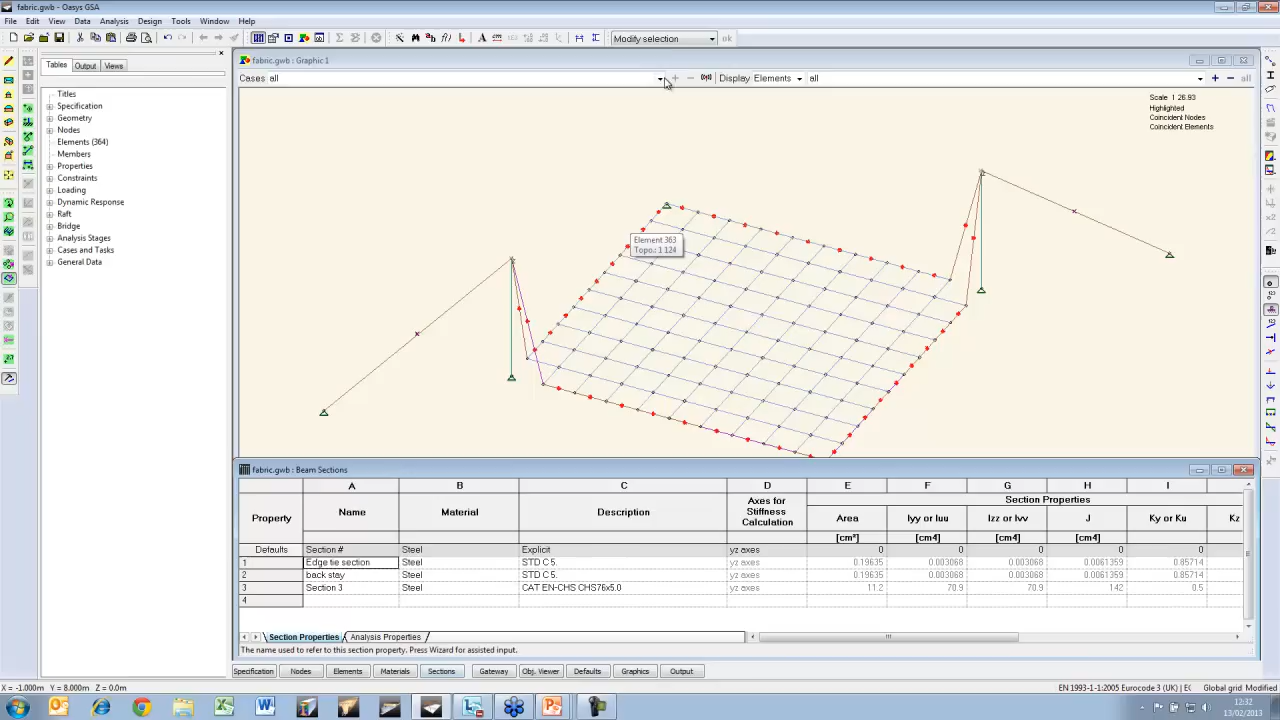 fabric.gwb - Oasys GSA
File Edit View Data Analysis Design Tools Window Help
Modify selection ok
Tables Output Views
Titles
Specification
Geometry
Nodes
Elements (364)
Members
Properties
Constraints
Loading
Dynamic Response
Raft
Bridge
Analysis Stages
Cases and Tasks
General Data
fabric.gwb : Graphic 1
Cases all Display Elements all all
Scale 1 26.93
Highlighted
Coincident Nodes
Coincident Elements
Element 363
Topo.: 1 124
fabric.gwb : Beam Sections
A B C D E F G H I
Property Name Material Description Axes for Stiffness Calculation Section Properties
Area Iyy or Iuu Izz or Ivv J Ky or Ku Kz
[cm²] [cm4] [cm4] [cm4]
Defaults Section # Steel Explicit yz axes 0 0 0 0 0
1 Edge tie section Steel STD C 5. yz axes 0.19635 0.003068 0.003068 0.0061359 0.85714
2 back stay Steel STD C 5. yz axes 0.19635 0.003068 0.003068 0.0061359 0.85714
3 Section 3 Steel CAT EN-CHS CHS76x5.0 yz axes 11.2 70.9 70.9 142 0.5
4
Section Properties Analysis Properties
The name used to refer to this section property. Press Wizard for assisted input.
Specification Nodes Elements Materials Sections Gateway Obj. Viewer Defaults Graphics Output
X = -1.000m Y = 8.000m Z = 0.0m EN 1993-1-1:2005 Eurocode 3 (UK) | E( Global grid Modified
12:32
13/02/2013